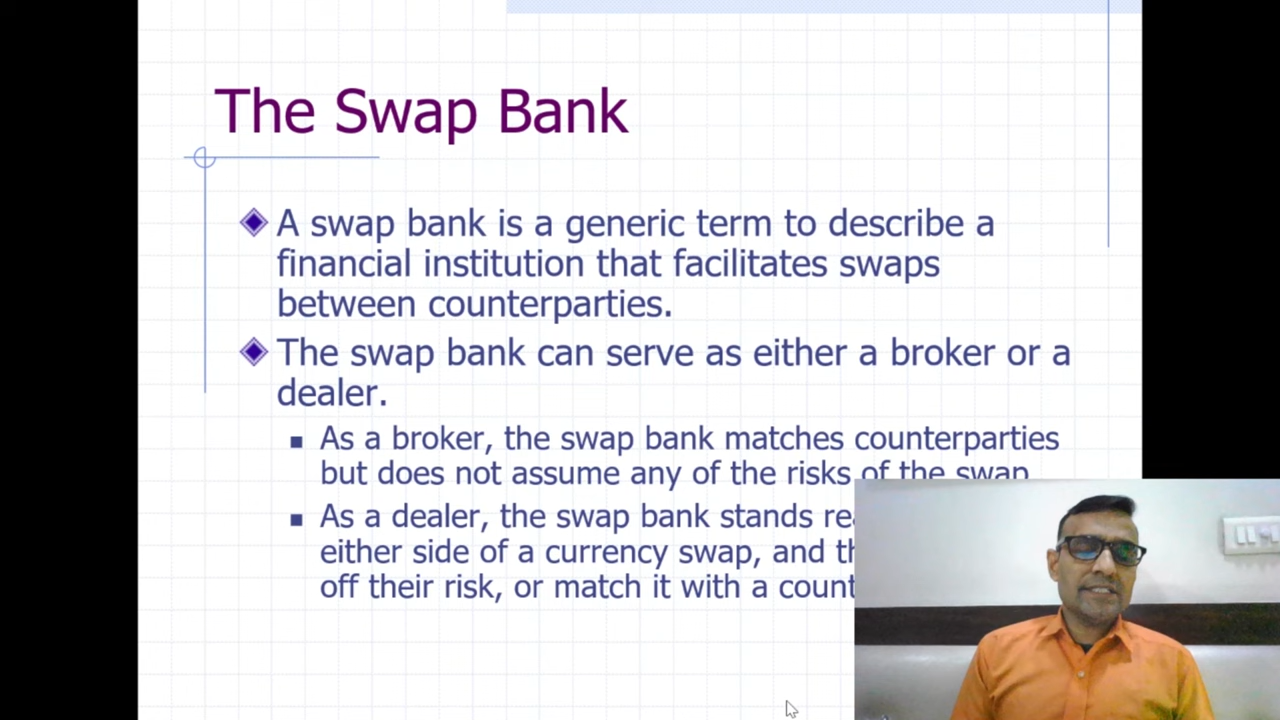 The Swap Bank
A swap bank is a generic term to describe a
financial institution that facilitates swaps
between counterparties.
The swap bank can serve as either a broker or a
dealer.
As a broker, the swap bank matches counterparties
but does not assume any of the risks of the swap
As a dealer, the swap bank stands
either side of a currency swap, and
off their risk, or match it with a